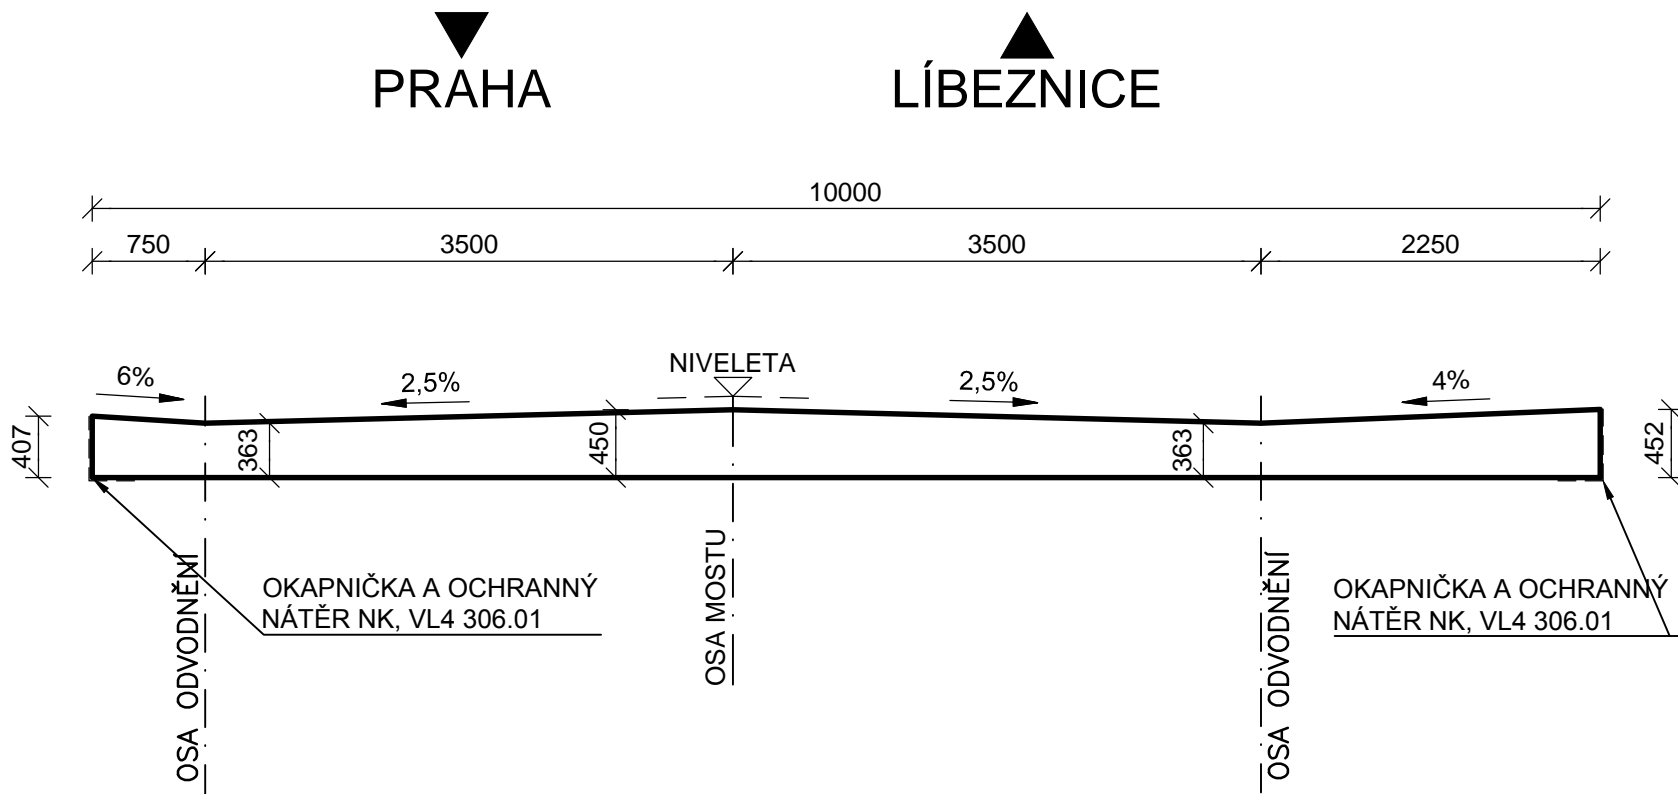 PRAHA
LÍBEZNICE
10000
750
3500
3500
2250
NIVELETA
6%
2,5%
2,5%
4%
407
363
450
363
452
OSA ODVODNĚNÍ
OKAPNIČKA A OCHRANNÝ
NÁTĚR NK, VL4 306.01
OSA MOSTU
OSA ODVODNĚNÍ
OKAPNIČKA A OCHRANNÝ
NÁTĚR NK, VL4 306.01